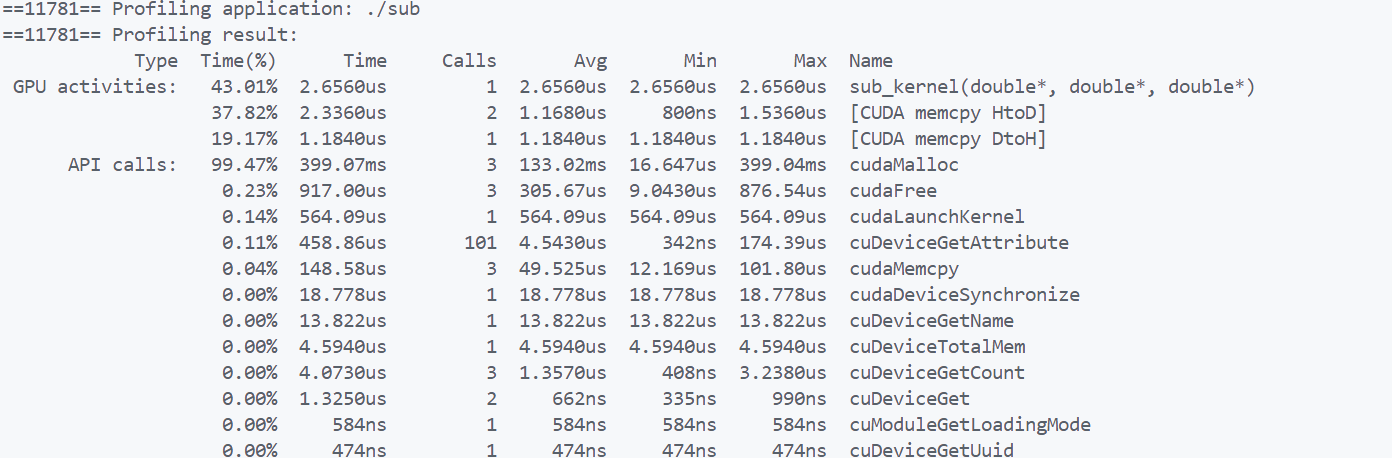 ==11781== Profiling application: ./sub
==11781== Profiling result:
Type Time(%) Time Calls Avg Min Max Name
GPU activities: 43.01% 2.6560us 1 2.6560us 2.6560us 2.6560us sub_kernel(double*, double*, double*)
37.82% 2.3360us 2 1.1680us 800ns 1.5360us [CUDA memcpy HtoD]
19.17% 1.1840us 1 1.1840us 1.1840us 1.1840us [CUDA memcpy DtoH]
API calls: 99.47% 399.07ms 3 133.02ms 16.647us 399.04ms cudaMalloc
0.23% 917.00us 3 305.67us 9.0430us 876.54us cudaFree
0.14% 564.09us 1 564.09us 564.09us 564.09us cudaLaunchKernel
0.11% 458.86us 101 4.5430us 342ns 174.39us cuDeviceGetAttribute
0.04% 148.58us 3 49.525us 12.169us 101.80us cudaMemcpy
0.00% 18.778us 1 18.778us 18.778us 18.778us cudaDeviceSynchronize
0.00% 13.822us 1 13.822us 13.822us 13.822us cuDeviceGetName
0.00% 4.5940us 1 4.5940us 4.5940us 4.5940us cuDeviceTotalMem
0.00% 4.0730us 3 1.3570us 408ns 3.2380us cuDeviceGetCount
0.00% 1.3250us 2 662ns 335ns 990ns cuDeviceGet
0.00% 584ns 1 584ns 584ns 584ns cuModuleGetLoadingMode
0.00% 474ns 1 474ns 474ns 474ns cuDeviceGetUuid